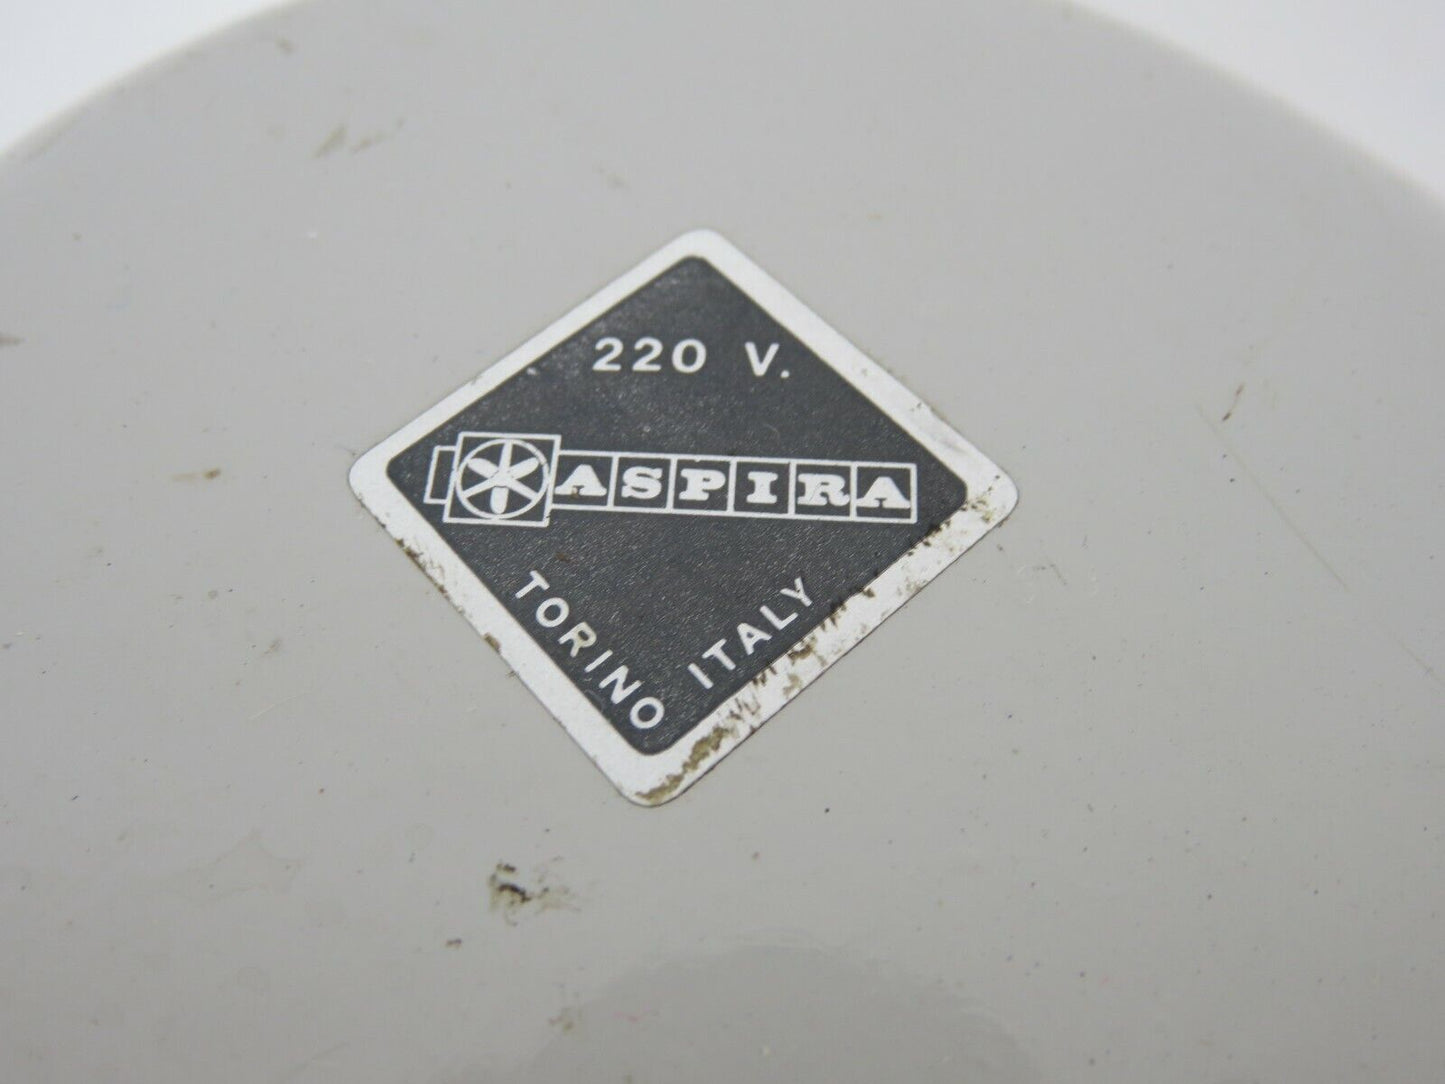 220 V.
ASPIRA
TORINO ITALY